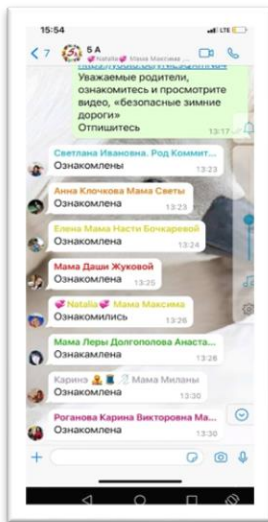 15:54
LTE
7
5 А
Natalia Мама Максима
Уважаемые родители,
ознакомитесь и просмотрите
видео, «безопасные зимние
дороги»
Отпишитесь
13:17
Светлана Ивановна. Род Коммит...
Ознакомлены
13:23
Анна Клочкова Мама Светы
Ознакомлена
13:23
Елена Мама Насти Бочкаревой
Ознакомлена
13:24
Мама Даши Жуковой
Ознакомлена
13:25
Natalia Мама Максима
Ознакомились
13:26
Мама Леры Долгополова Анаста...
Ознакамлена
13:28
Каринэ Мама Миланы
Ознакомлена
13:30
Роганова Карина Викторовна Ма...
Ознакомлена
13:30